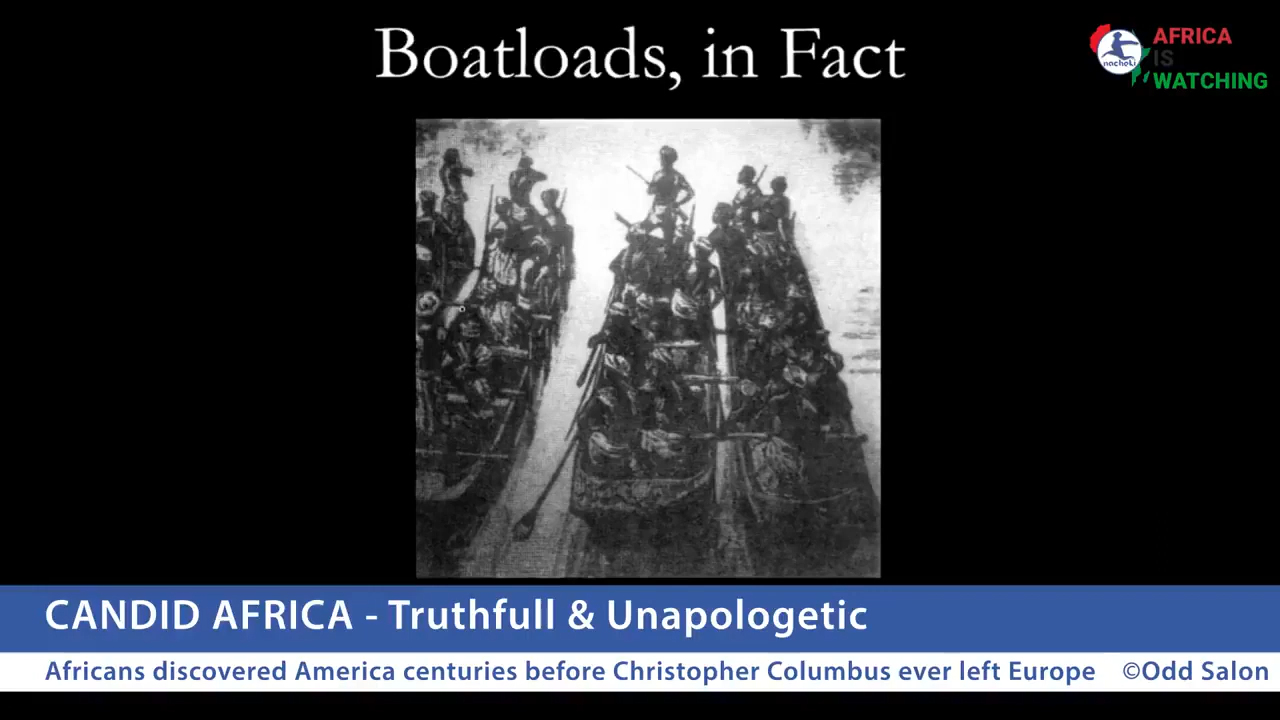 Boatloads, in Fact
AFRICA
IS
WATCHING
nachoki
CANDID AFRICA - Truthfull & Unapologetic
Africans discovered America centuries before Christopher Columbus ever left Europe ©Odd Salon